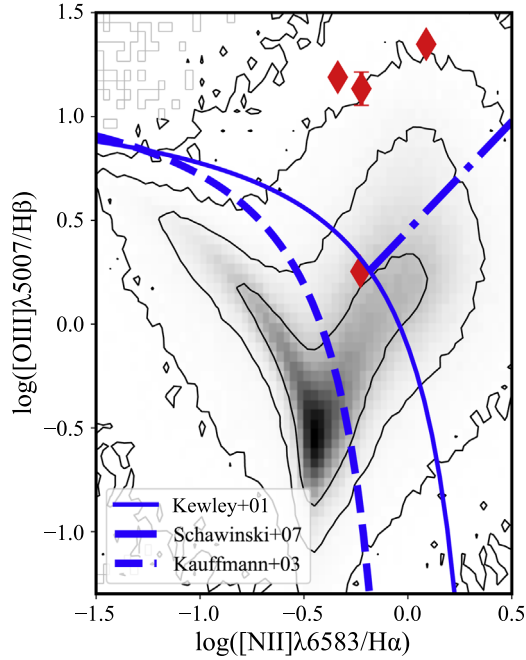 1.5
1.0
0.5
0.0
−0.5
−1.0
log([OIII]λ5007/Hβ)
Kewley+01
Schawinski+07
Kauffmann+03
−1.5 −1.0 −0.5 0.0 0.5
log([NII]λ6583/Hα)